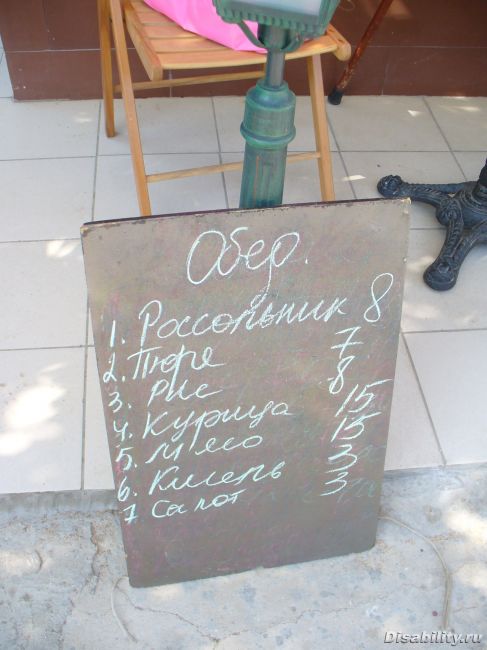 Обед.
1. Россольник 8
2. Пюре 7
3. Рис 8
4. Курица 15
5. Мясо 15
6. Кисель 3
7 Салат 3
Disability.ru